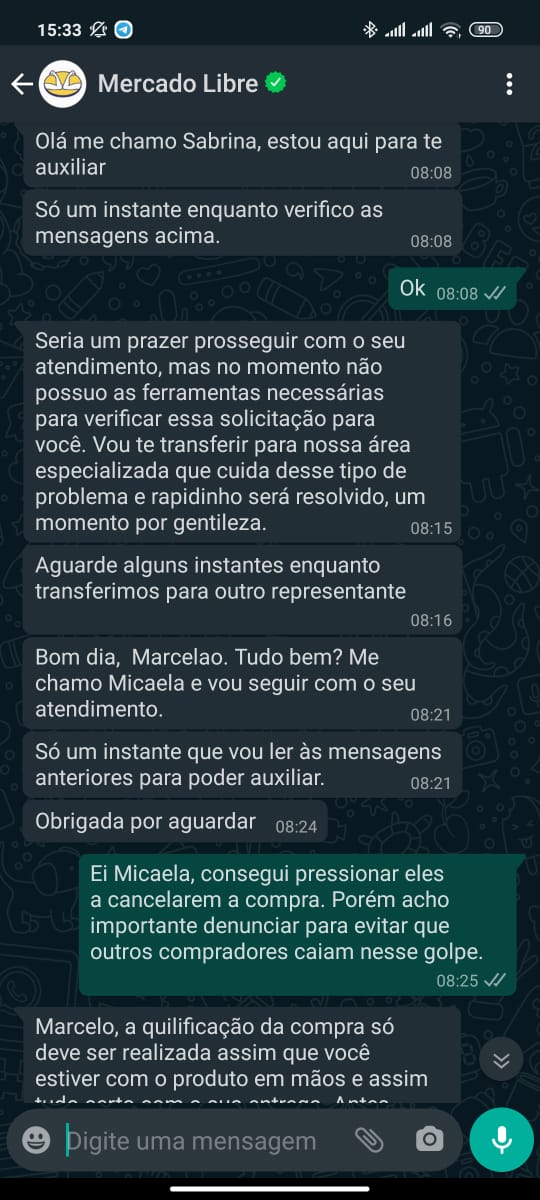 15:33
90
Mercado Libre
Olá me chamo Sabrina, estou aqui para te
auxiliar
08:08
Só um instante enquanto verifico as
mensagens acima.
08:08
Ok 08:08
Seria um prazer prosseguir com o seu
atendimento, mas no momento não
possuo as ferramentas necessárias
para verificar essa solicitação para
você. Vou te transferir para nossa área
especializada que cuida desse tipo de
problema e rapidinho será resolvido, um
momento por gentileza.
08:15
Aguarde alguns instantes enquanto
transferimos para outro representante
08:16
Bom dia, Marcelao. Tudo bem? Me
chamo Micaela e vou seguir com o seu
atendimento.
08:21
Só um instante que vou ler às mensagens
anteriores para poder auxiliar.
08:21
Obrigada por aguardar 08:24
Ei Micaela, consegui pressionar eles
a cancelarem a compra. Porém acho
importante denunciar para evitar que
outros compradores caiam nesse golpe.
08:25
Marcelo, a quilificação da compra só
deve ser realizada assim que você
estiver com o produto em mãos e assim
tudo certo com a sua entrega. Antes
Digite uma mensagem